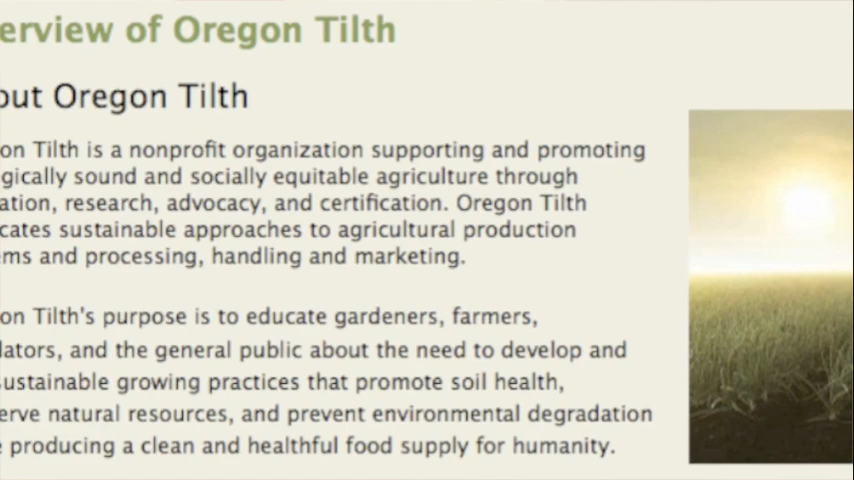 erview of Oregon Tilth
out Oregon Tilth
on Tilth is a nonprofit organization supporting and promoting
gically sound and socially equitable agriculture through
ation, research, advocacy, and certification. Oregon Tilth
cates sustainable approaches to agricultural production
ms and processing, handling and marketing.
on Tilth's purpose is to educate gardeners, farmers,
lators, and the general public about the need to develop and
sustainable growing practices that promote soil health,
erve natural resources, and prevent environmental degradation
e producing a clean and healthful food supply for humanity.